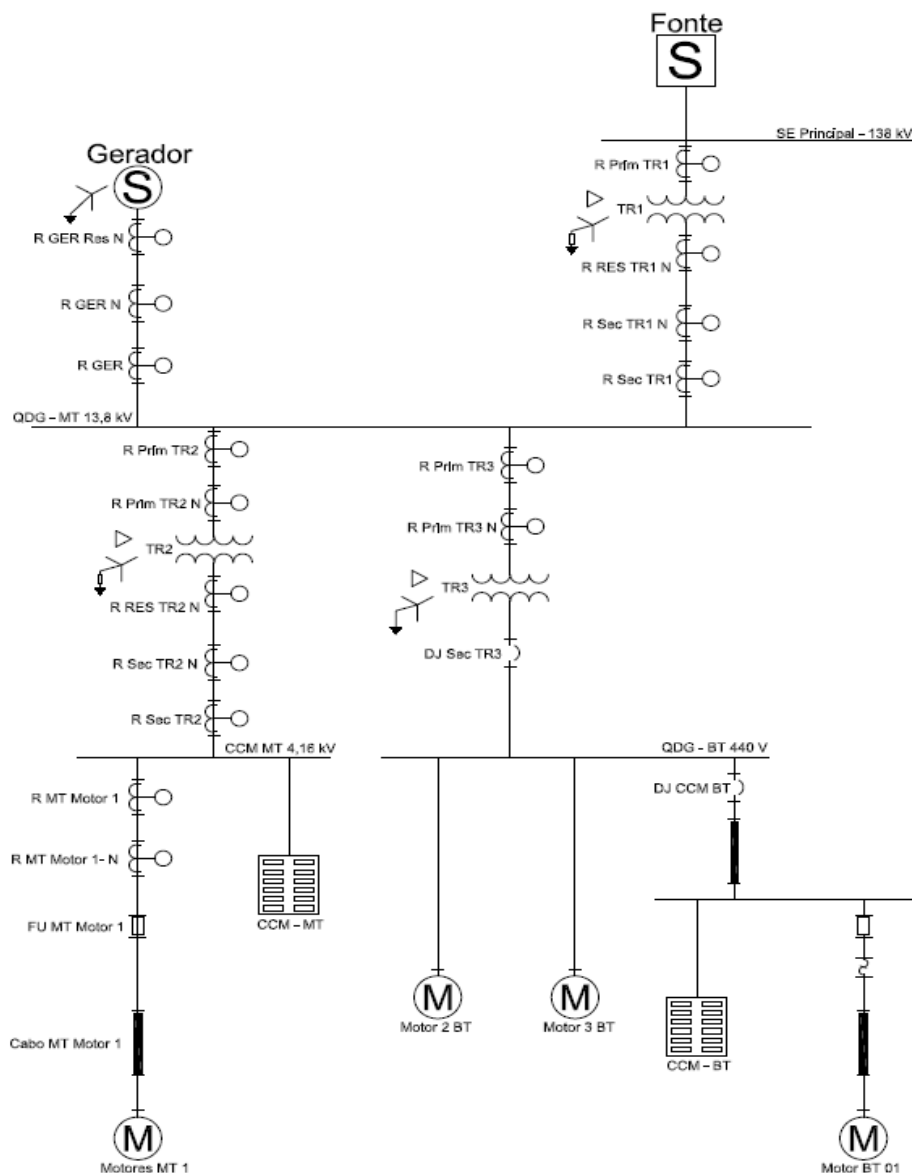 Fonte
S
SE Principal – 138 kV
Gerador
S
R Prim TR1
TR1
R GER Res N
R RES TR1 N
R GER N
R Sec TR1 N
R GER
R Sec TR1
QDG – MT 13,8 kV
R Prim TR2
R Prim TR3
R Prim TR2 N
R Prim TR3 N
TR2
TR3
R RES TR2 N
DJ Sec TR3
R Sec TR2 N
R Sec TR2
CCM MT 4,16 kV
QDG - BT 440 V
R MT Motor 1
DJ CCM BT
R MT Motor 1- N
FU MT Motor 1
CCM – MT
M
Motor 2 BT
M
Motor 3 BT
Cabo MT Motor 1
CCM – BT
M
Motores MT 1
M
Motor BT 01